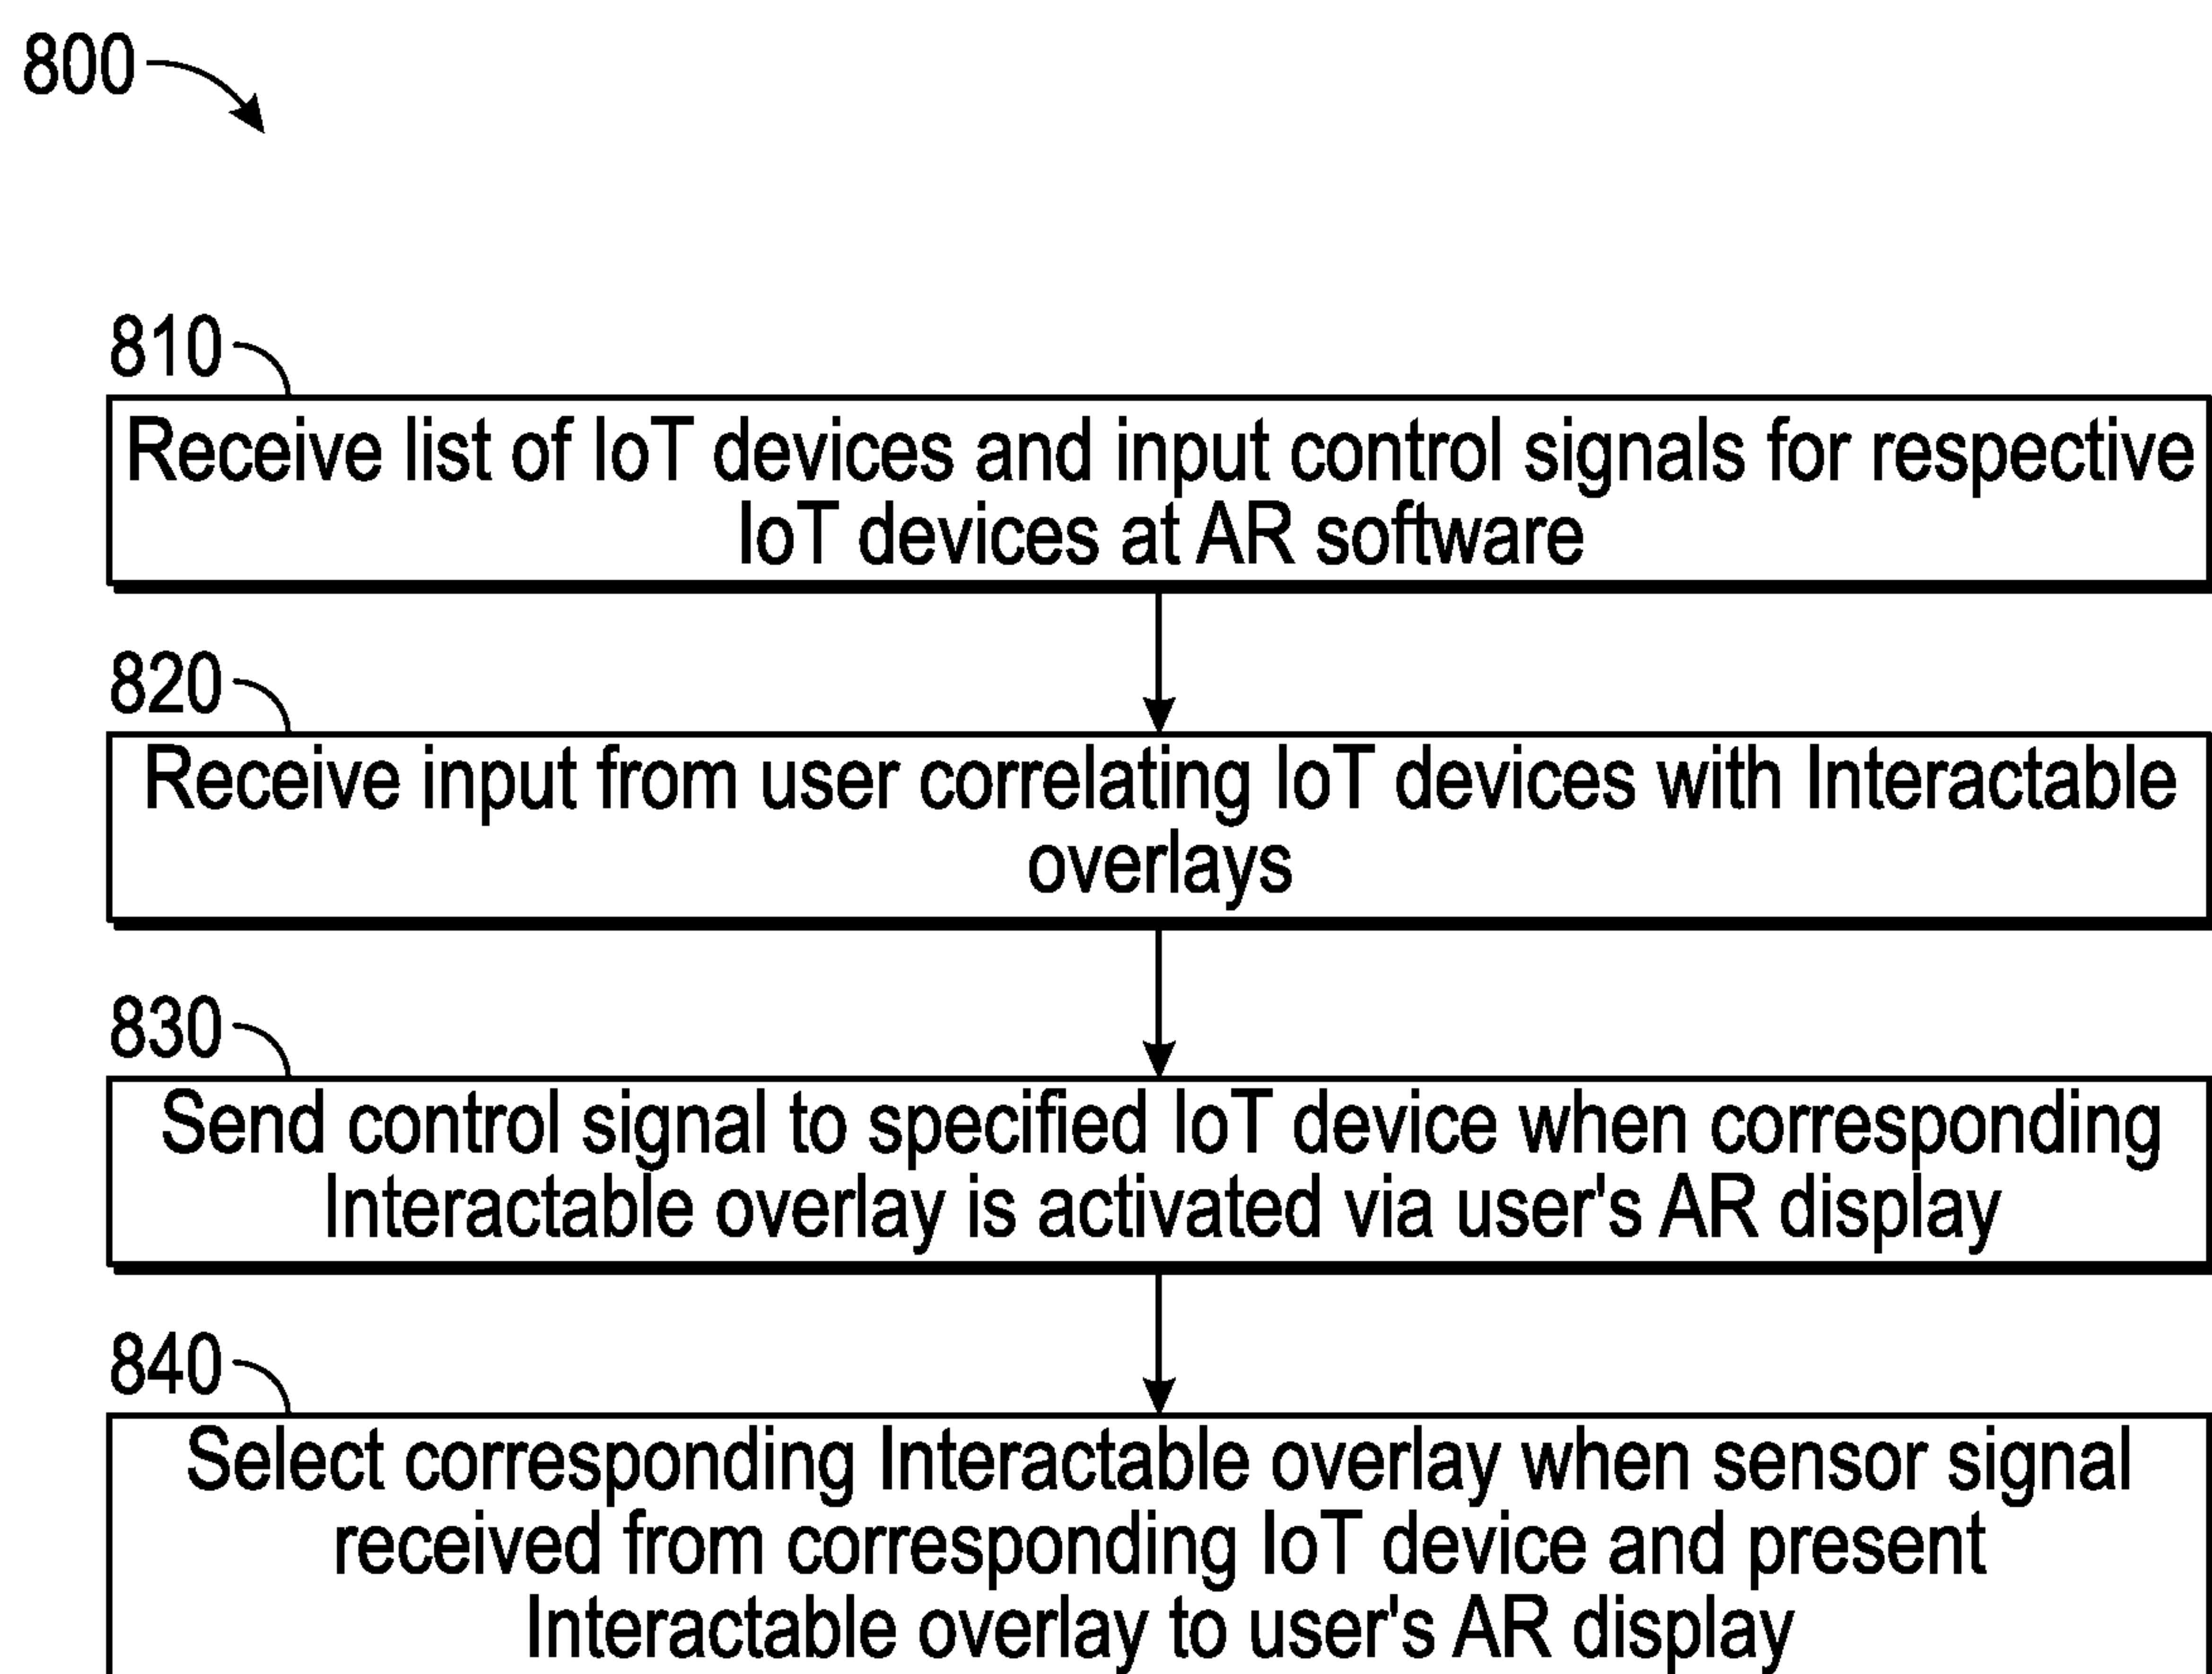 800
810
Receive list of IoT devices and input control signals for respective
IoT devices at AR software
820
Receive input from user correlating IoT devices with Interactable
overlays
830
Send control signal to specified IoT device when corresponding
Interactable overlay is activated via user's AR display
840
Select corresponding Interactable overlay when sensor signal
received from corresponding IoT device and present
Interactable overlay to user's AR display